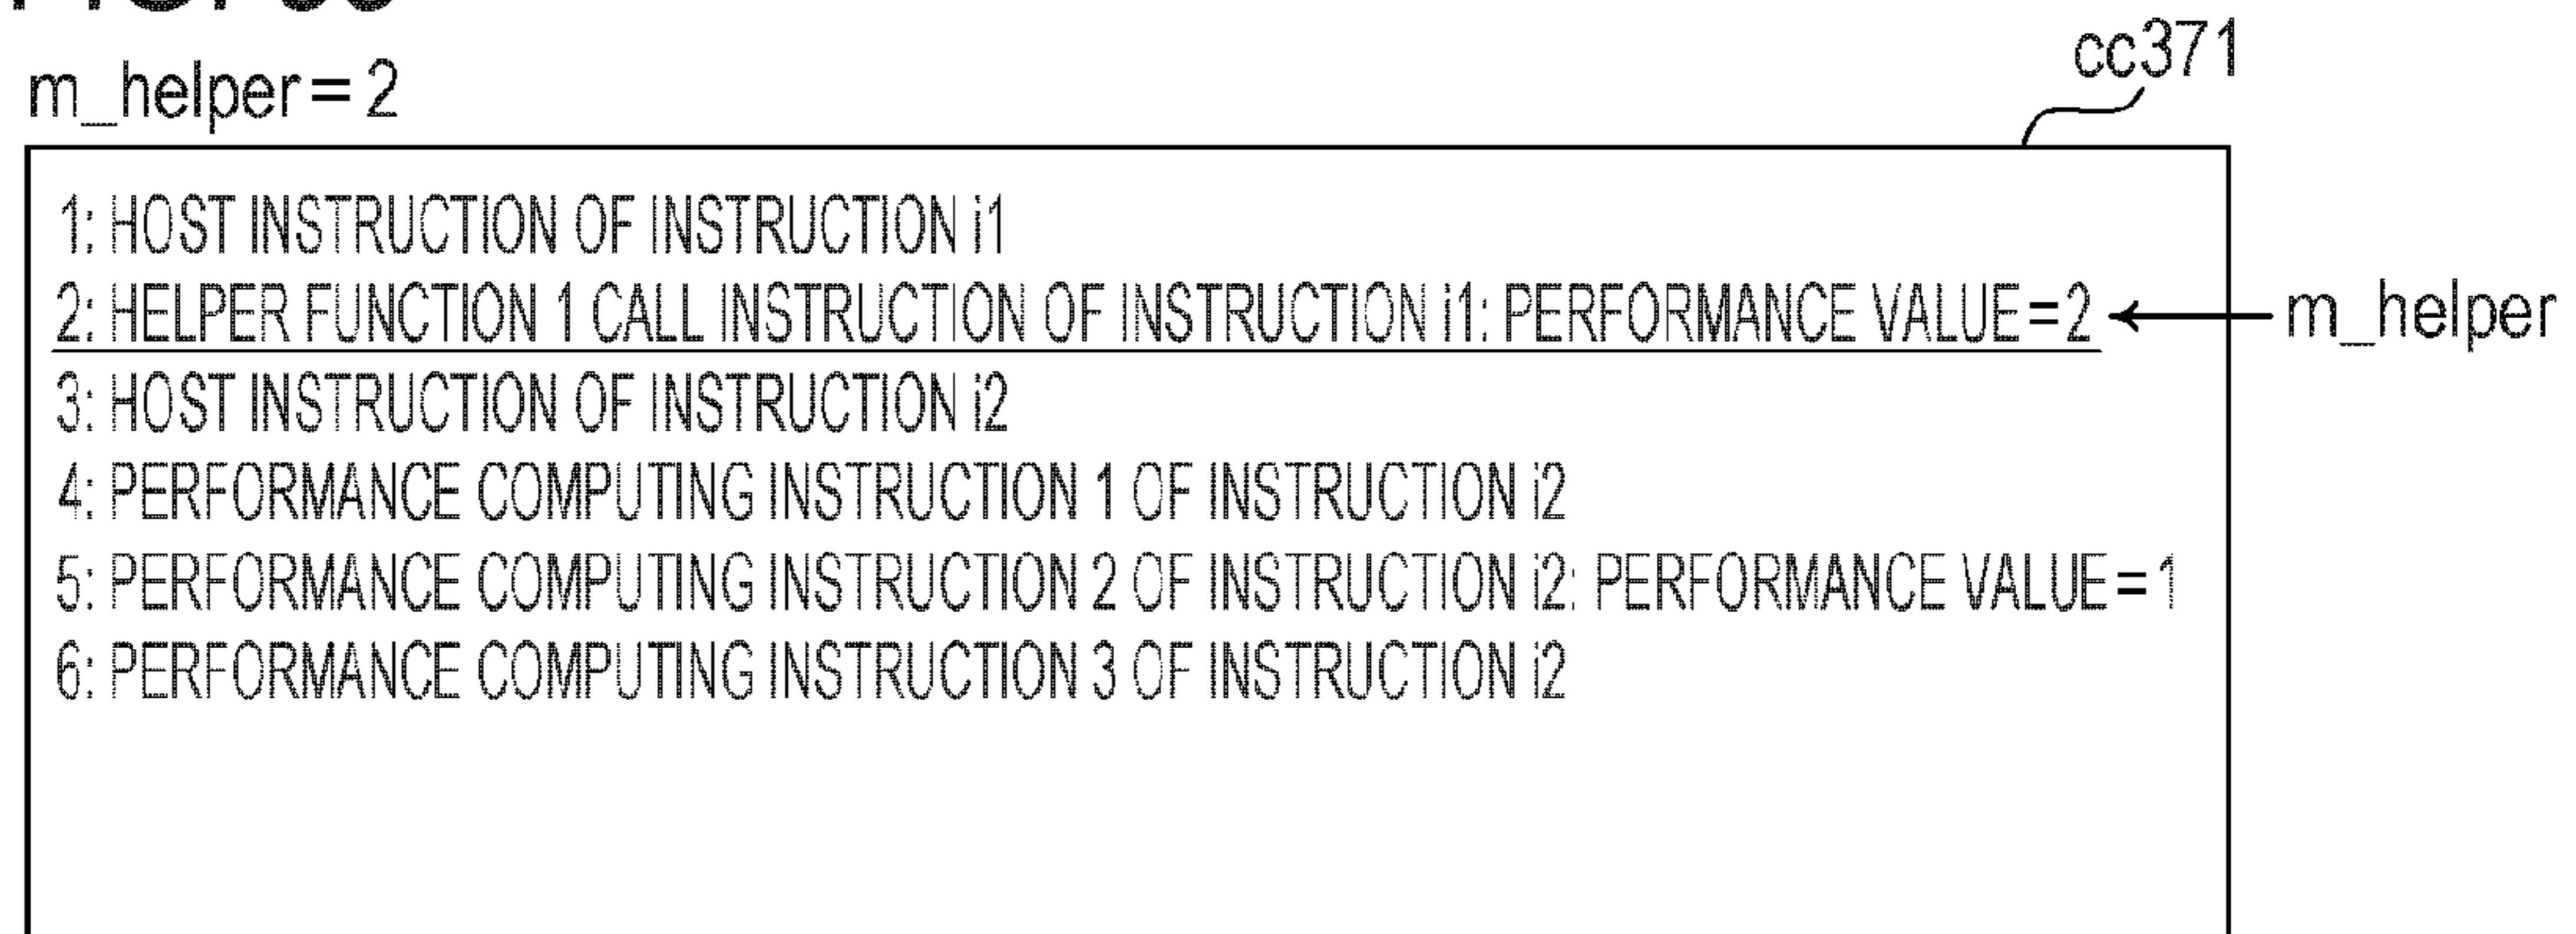 cc371
m_helper = 2
1: HOST INSTRUCTION OF INSTRUCTION i1
2: HELPER FUNCTION 1 CALL INSTRUCTION OF INSTRUCTION i1: PERFORMANCE VALUE = 2 m_helper
3: HOST INSTRUCTION OF INSTRUCTION i2
4: PERFORMANCE COMPUTING INSTRUCTION 1 OF INSTRUCTION i2
5: PERFORMANCE COMPUTING INSTRUCTION 2 OF INSTRUCTION i2: PERFORMANCE VALUE = 1
6: PERFORMANCE COMPUTING INSTRUCTION 3 OF INSTRUCTION i2